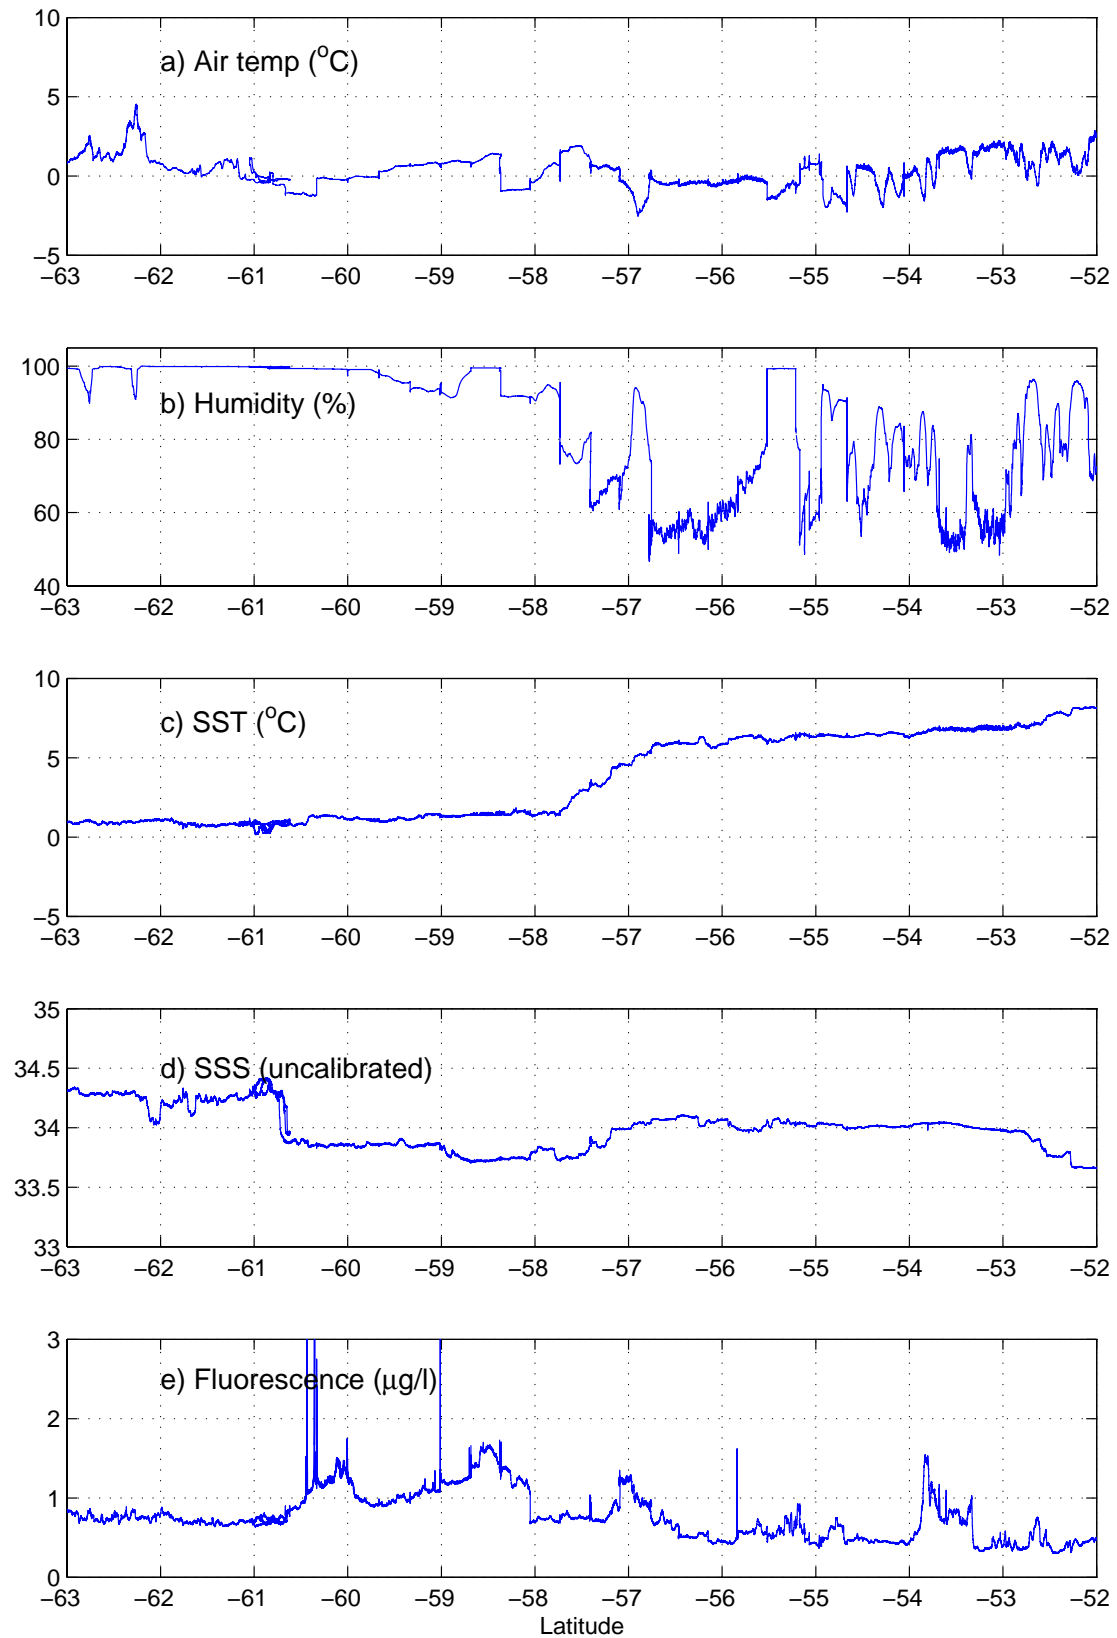 10
a) Air temp (°C)
5
0
−5
−63 −62 −61 −60 −59 −58 −57 −56 −55 −54 −53 −52
100
b) Humidity (%)
80
60
40
−63 −62 −61 −60 −59 −58 −57 −56 −55 −54 −53 −52
10
c) SST (°C)
5
0
−5
−63 −62 −61 −60 −59 −58 −57 −56 −55 −54 −53 −52
35
34.5
d) SSS (uncalibrated)
34
33.5
33
−63 −62 −61 −60 −59 −58 −57 −56 −55 −54 −53 −52
3
e) Fluorescence (μg/l)
2
1
0
−63 −62 −61 −60 −59 −58 −57 −56 −55 −54 −53 −52
Latitude